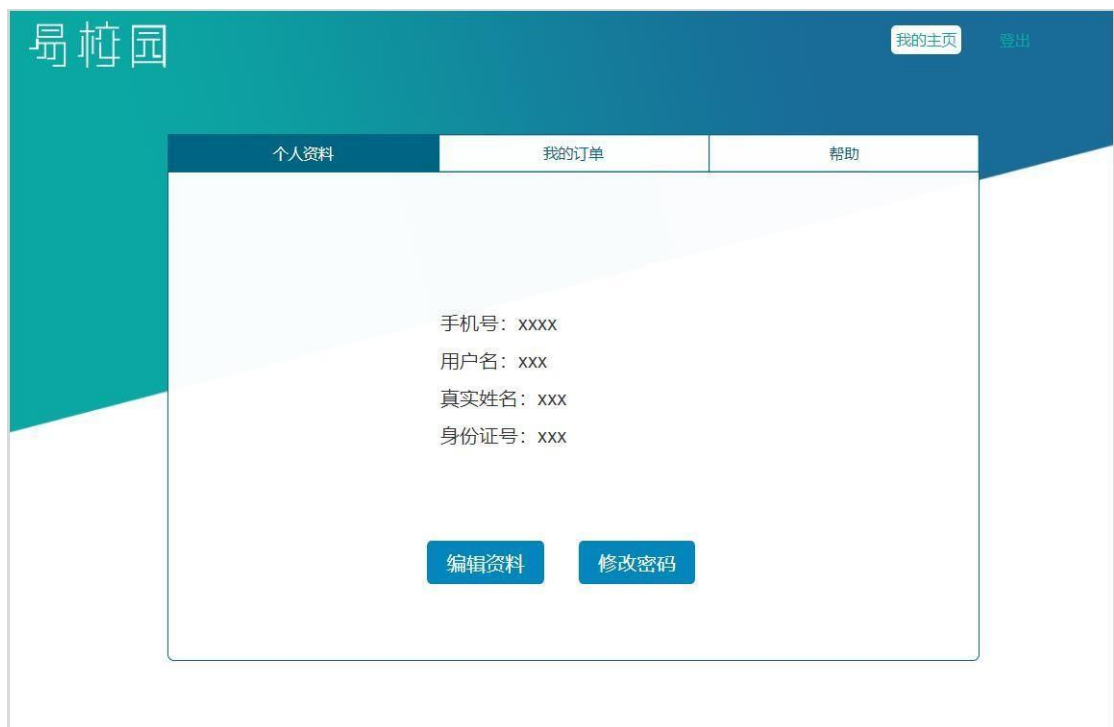 易校园
我的主页 登出
个人资料 我的订单 帮助
手机号：xxxx
用户名：xxx
真实姓名：xxx
身份证号：xxx
编辑资料 修改密码